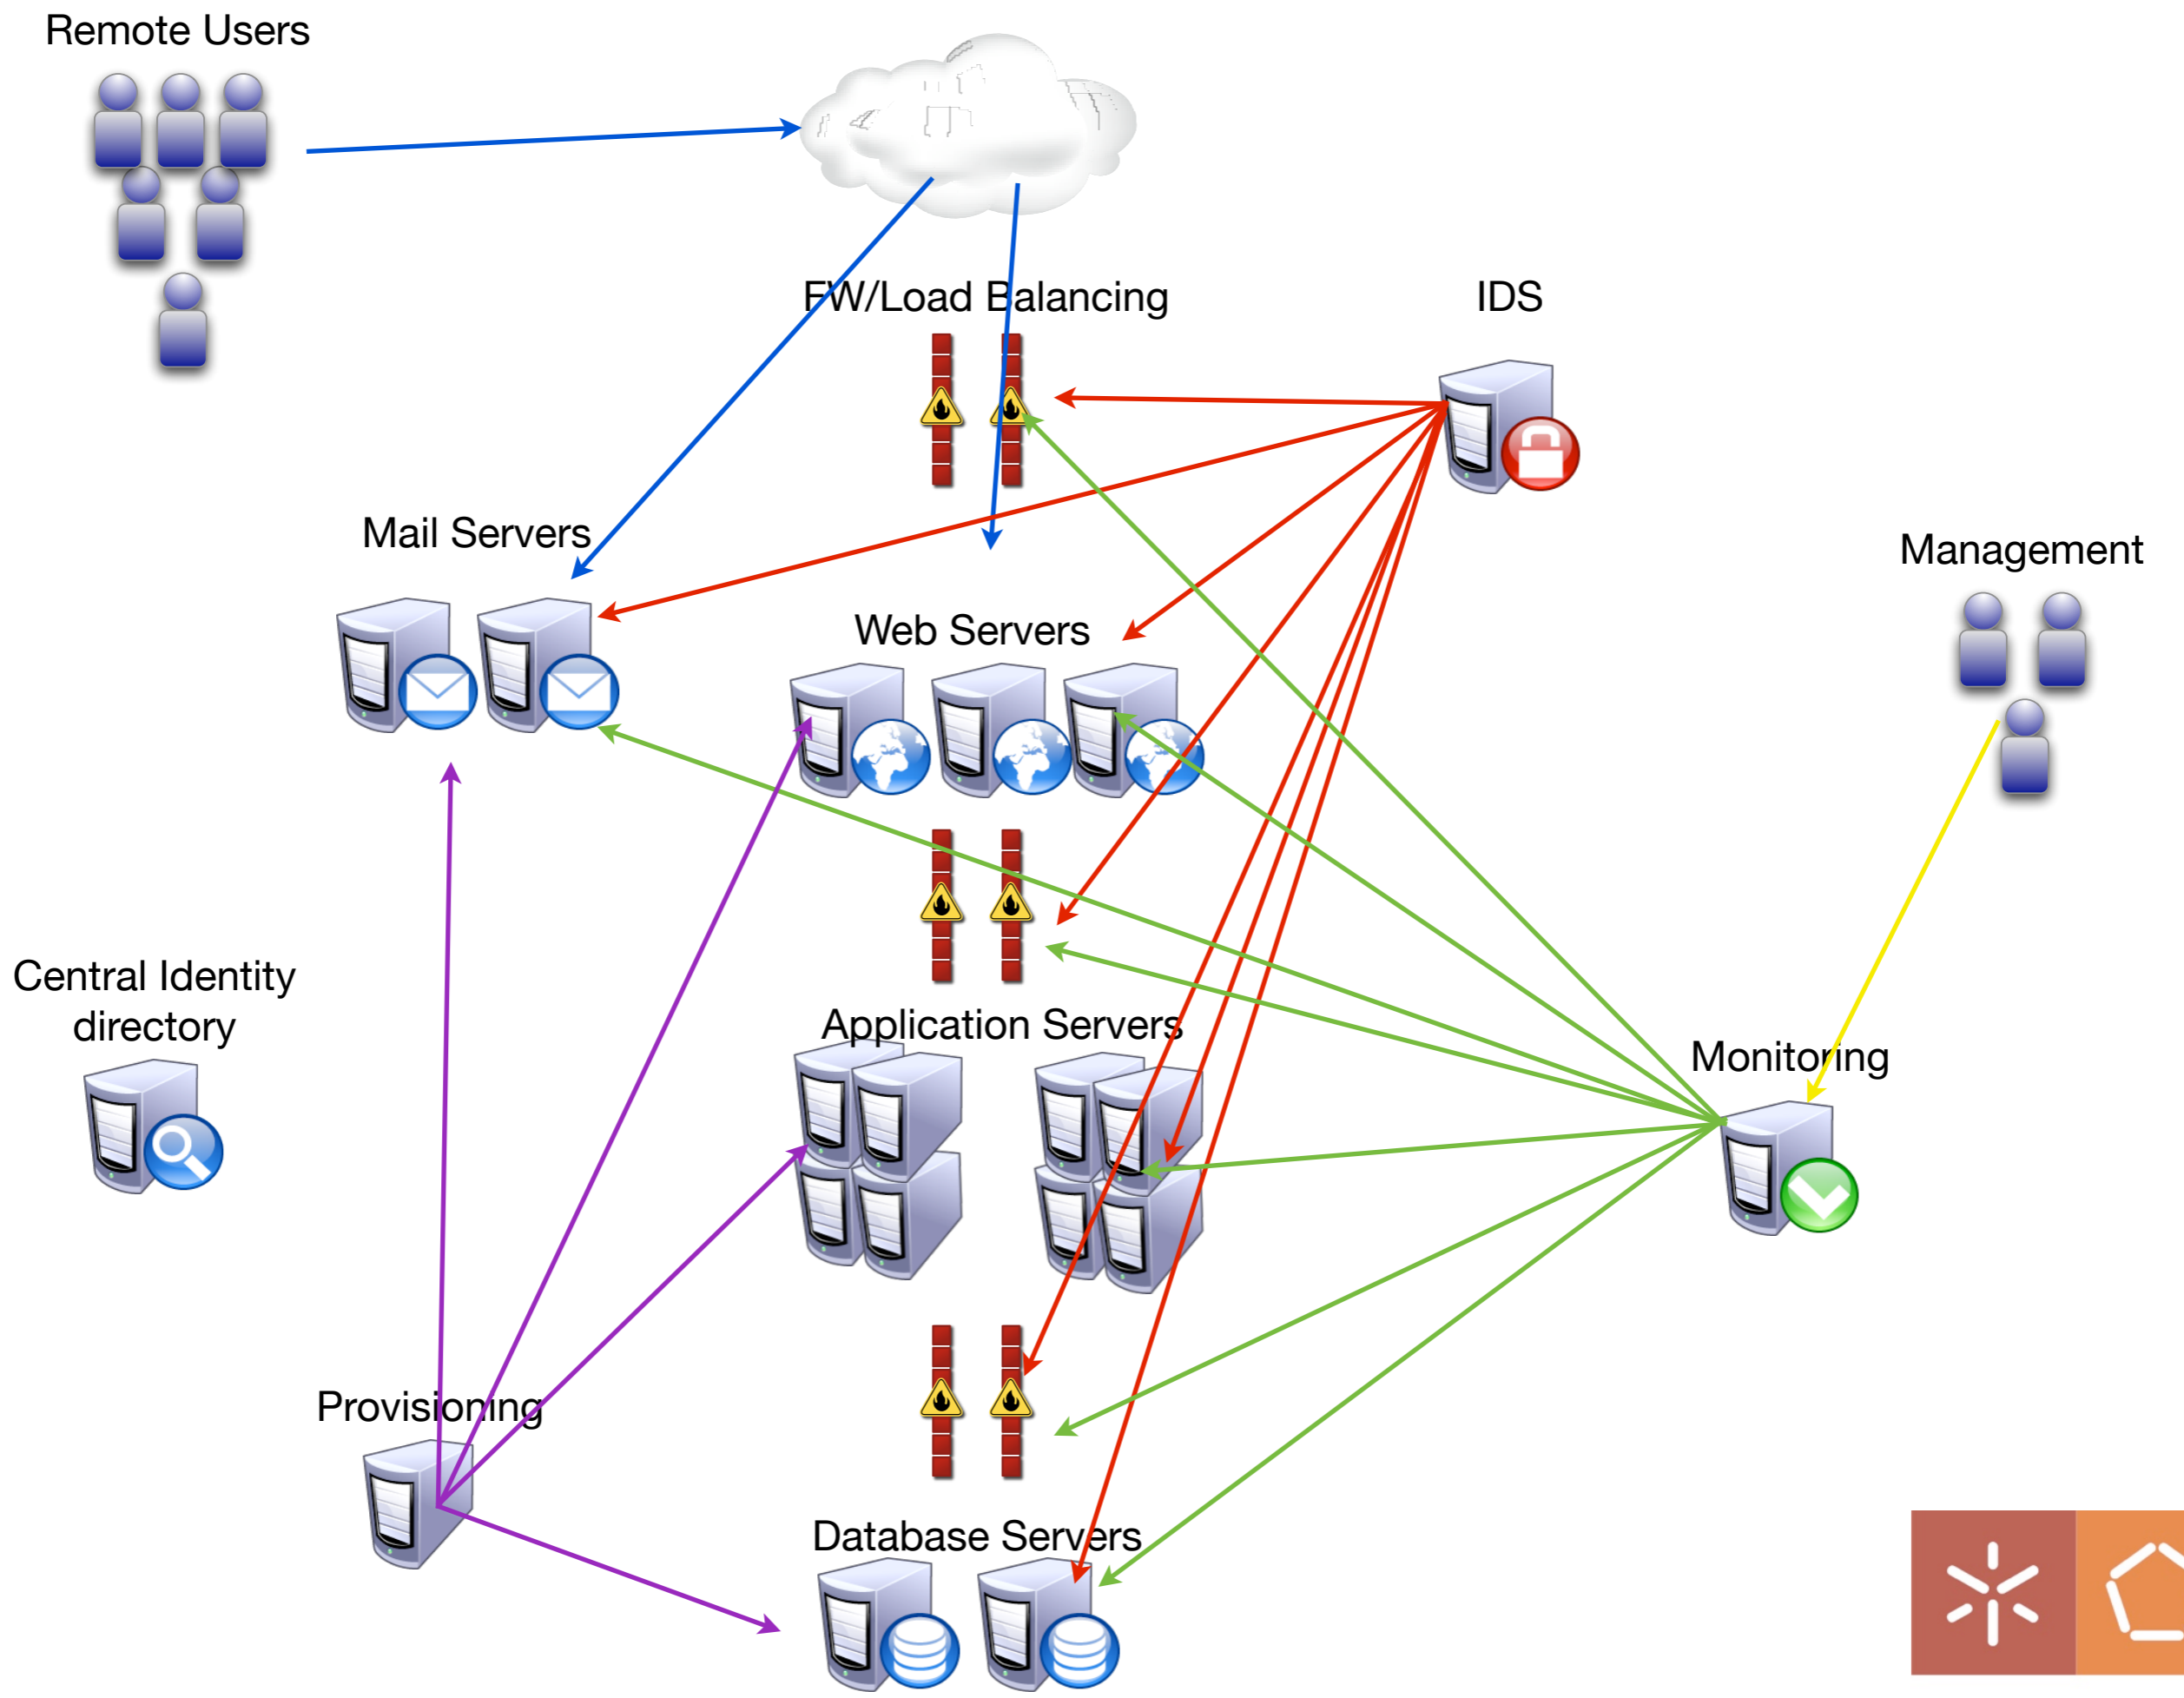 Remote Users
FW/Load Balancing
IDS
Mail Servers
Management
Web Servers
Central Identity
directory
Application Servers
Monitoring
Provisioning
Database Servers